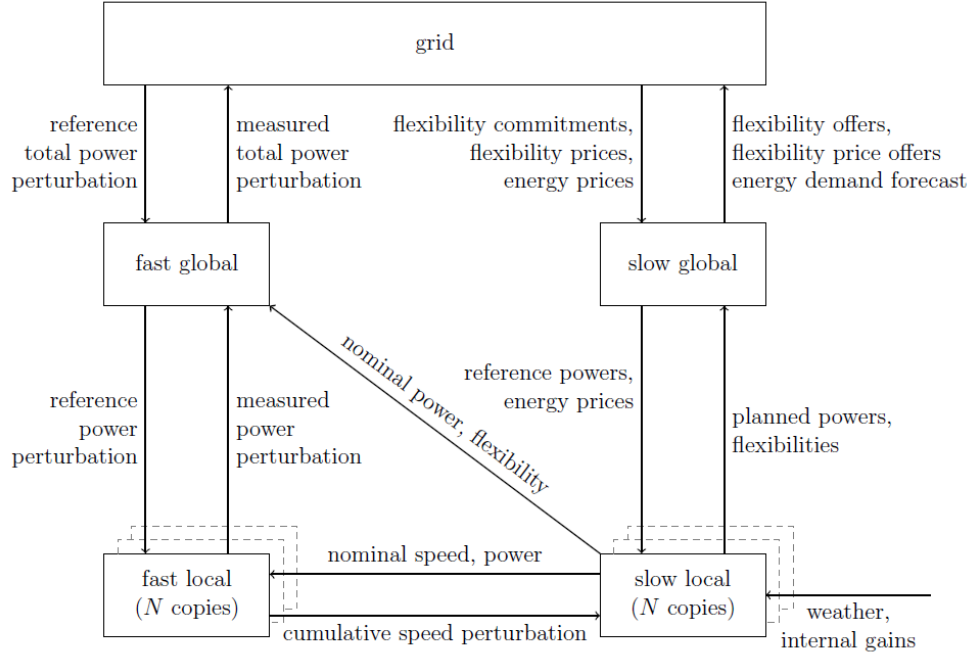 grid
reference
total power
perturbation
measured
total power
perturbation
flexibility commitments,
flexibility prices,
energy prices
flexibility offers,
flexibility price offers
energy demand forecast
fast global
slow global
nominal power, flexibility
reference
power
perturbation
measured
power
perturbation
reference powers,
energy prices
planned powers,
flexibilities
fast local
(N copies)
nominal speed, power
cumulative speed perturbation
slow local
(N copies)
weather,
internal gains